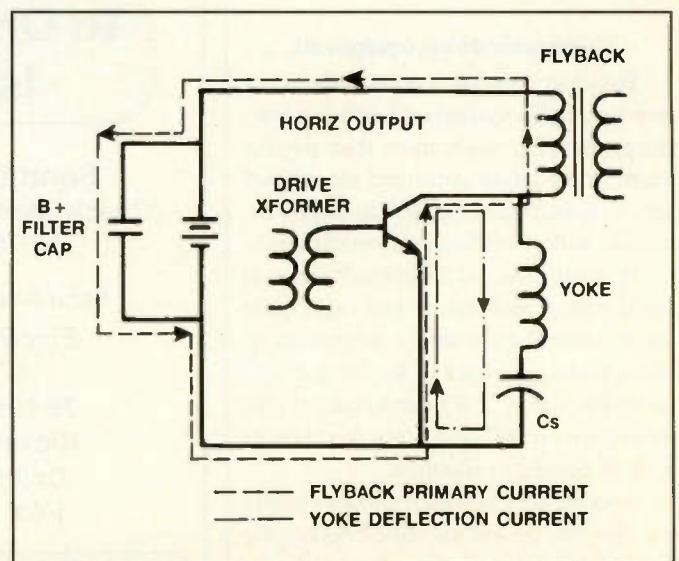 FLYBACK
HORIZ OUTPUT
DRIVE
XFORMER
B+
FILTER
CAP
YOKE
Cs
FLYBACK PRIMARY CURRENT
YOKE DEFLECTION CURRENT